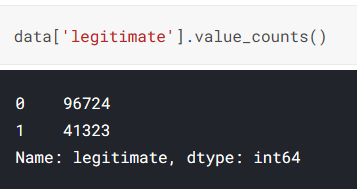 data['legitimate'].value_counts()
0    96724
1    41323
Name: legitimate, dtype: int64